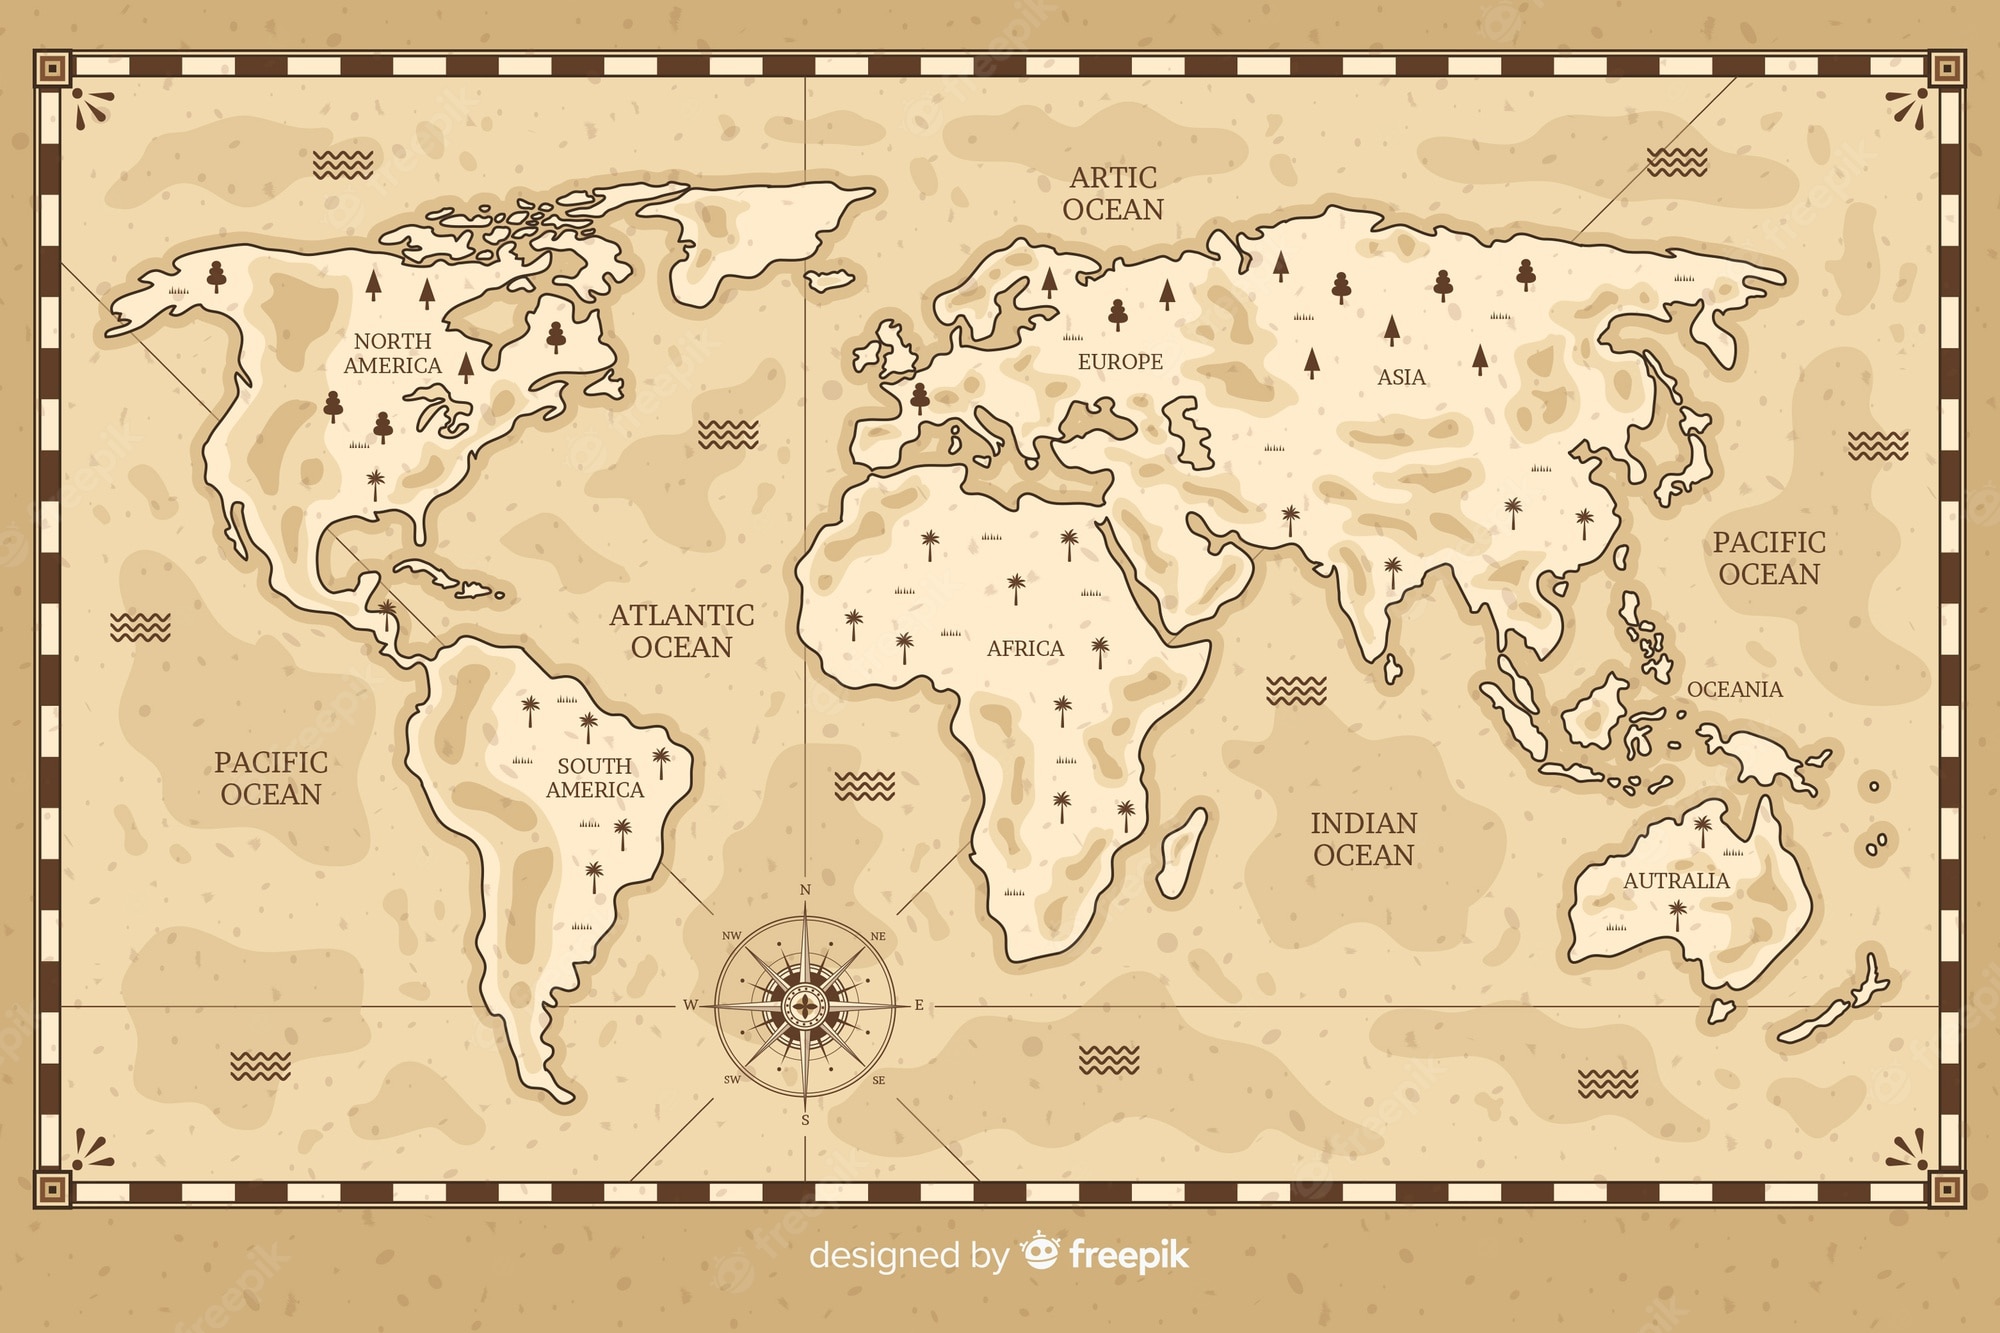 ARTIC
OCEAN
NORTH
AMERICA
EUROPE
ASIA
PACIFIC
OCEAN
ATLANTIC
OCEAN
AFRICA
OCEANIA
SOUTH
AMERICA
PACIFIC
OCEAN
INDIAN
OCEAN
AUTRALIA
N
NW
NE
W
E
SW
SE
S
designed by freepik